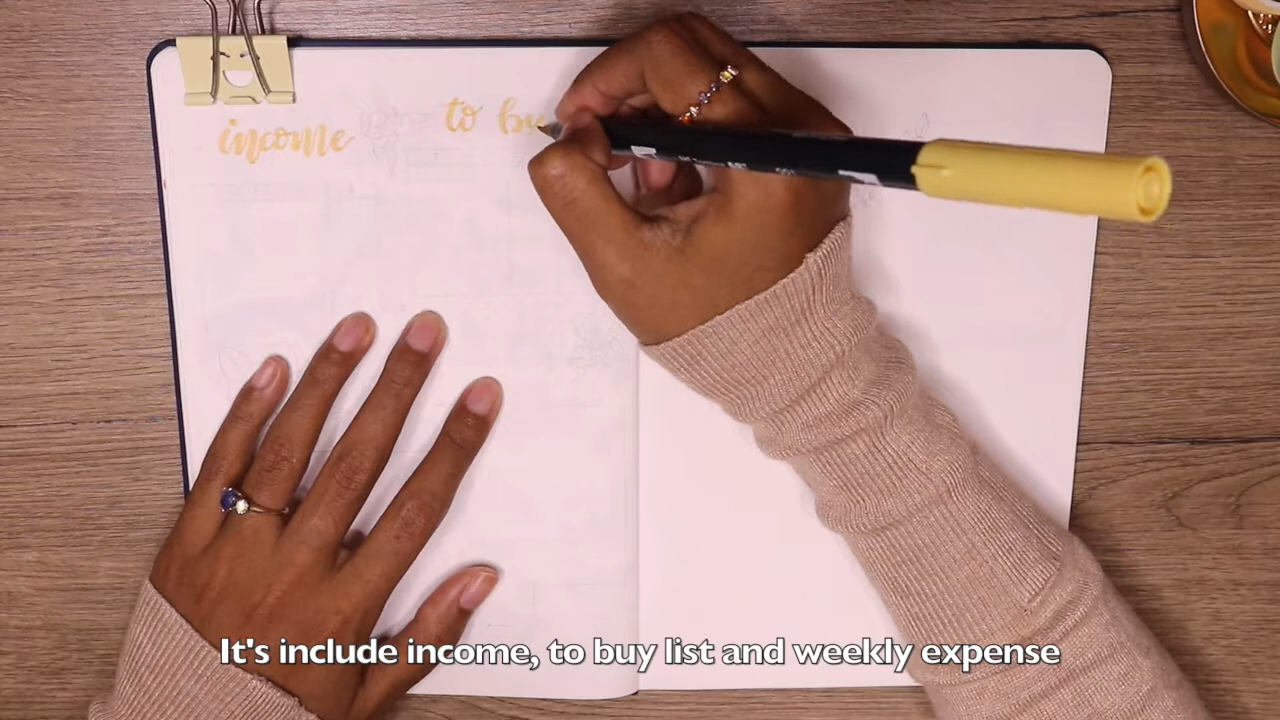 income
to bu
It's include income, to buy list and weekly expense